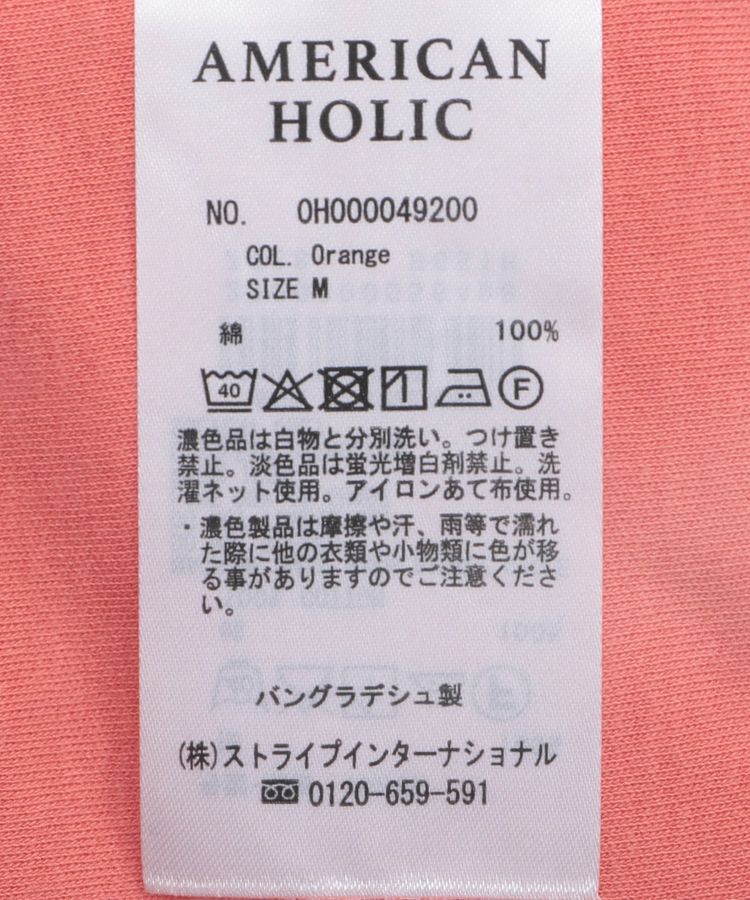 AMERICAN
HOLIC
NO. 0H000049200
COL. Orange
SIZE M
綿 100%
40 F
濃色品は白物と分別洗い。つけ置き
禁止。淡色品は蛍光増白剤禁止。洗
濯ネット使用。アイロンあて布使用。
・濃色製品は摩擦や汗、雨等で濡れ
た際に他の衣類や小物類に色が移
る事がありますのでご注意くださ
い。
バングラデシュ製
(株)ストライプインターナショナル
0120-659-591